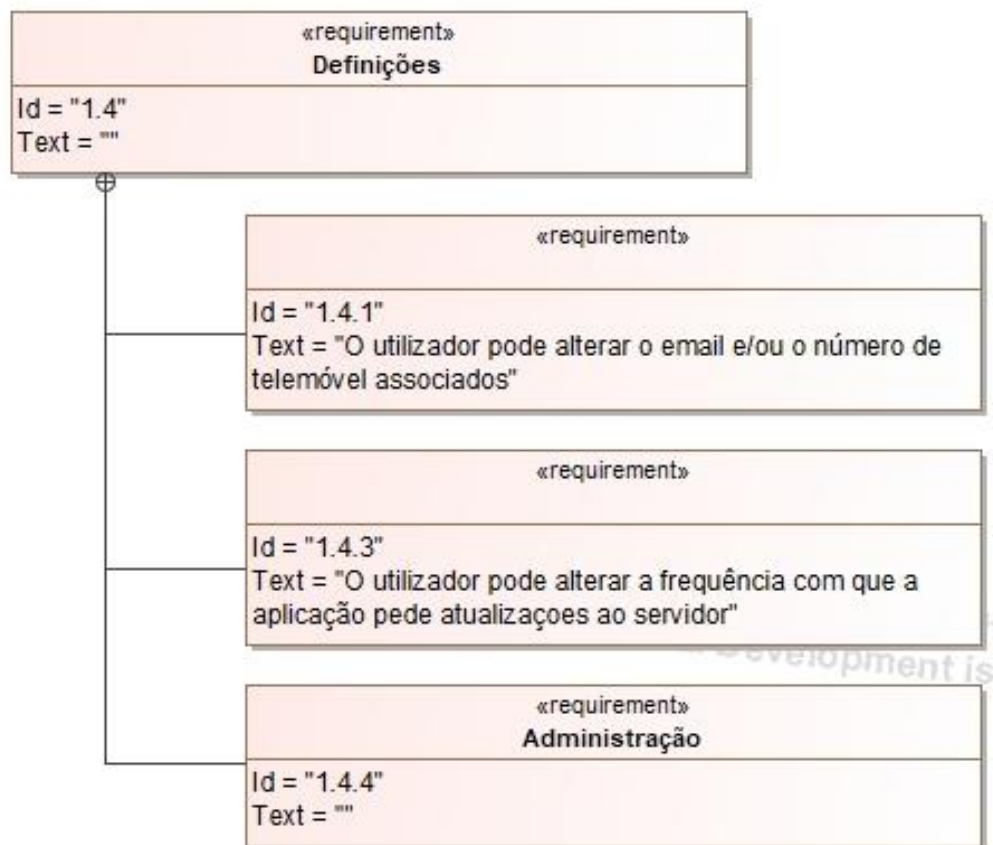 «requirement»
Definições
Id = "1.4"
Text = ""
«requirement»
Id = "1.4.1"
Text = "O utilizador pode alterar o email e/ou o número de
telemóvel associados"
«requirement»
Id = "1.4.3"
Text = "O utilizador pode alterar a frequência com que a
aplicação pede atualizaçoes ao servidor"
Development is
«requirement»
Administração
Id = "1.4.4"
Text = ""